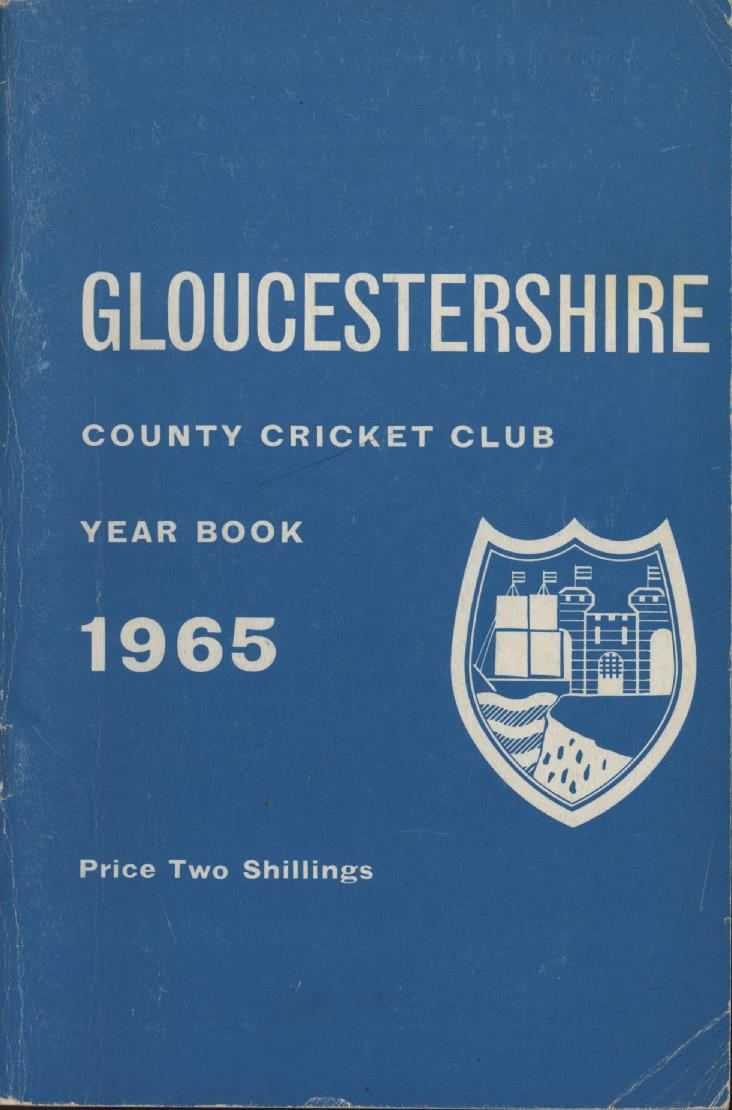 GLOUCESTERSHIRE
COUNTY CRICKET CLUB
YEAR BOOK
1965
Price Two Shillings